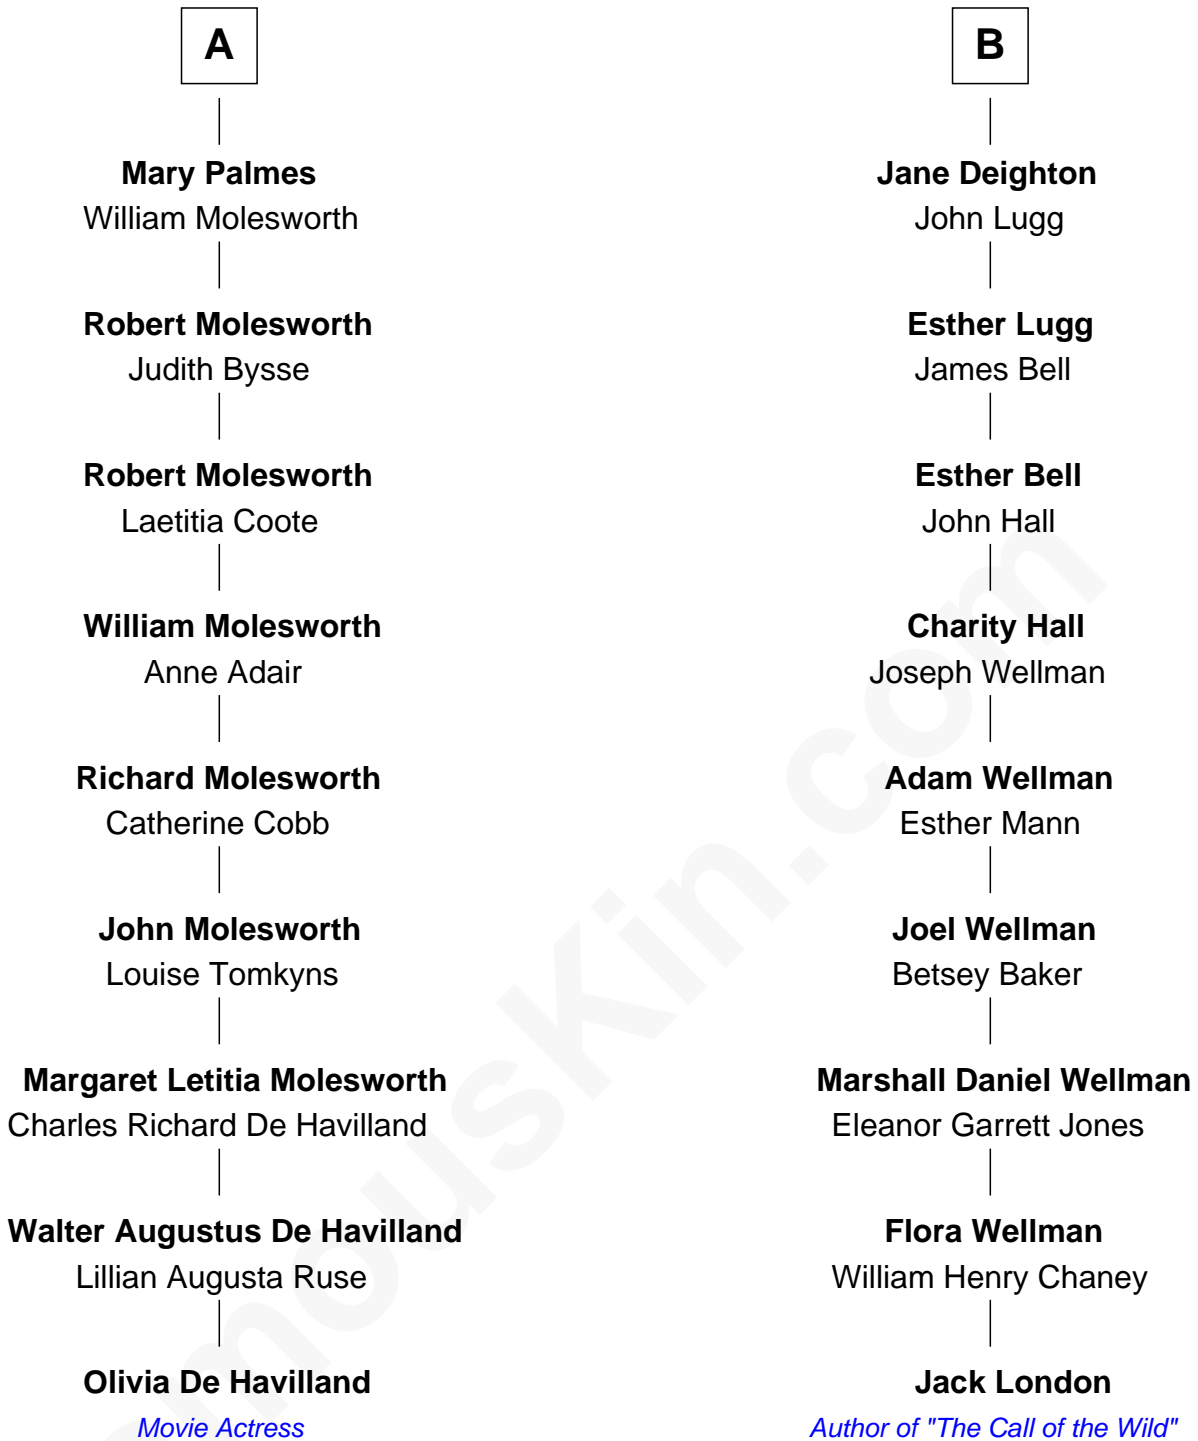 A
Mary Palmes
William Molesworth
Robert Molesworth
Judith Bysse
Robert Molesworth
Laetitia Coote
William Molesworth
Anne Adair
Richard Molesworth
Catherine Cobb
John Molesworth
Louise Tomkyns
Margaret Letitia Molesworth
Charles Richard De Havilland
Walter Augustus De Havilland
Lillian Augusta Ruse
Olivia De Havilland
Movie Actress
B
Jane Deighton
John Lugg
Esther Lugg
James Bell
Esther Bell
John Hall
Charity Hall
Joseph Wellman
Adam Wellman
Esther Mann
Joel Wellman
Betsey Baker
Marshall Daniel Wellman
Eleanor Garrett Jones
Flora Wellman
William Henry Chaney
Jack London
Author of "The Call of the Wild"
mousKin.com